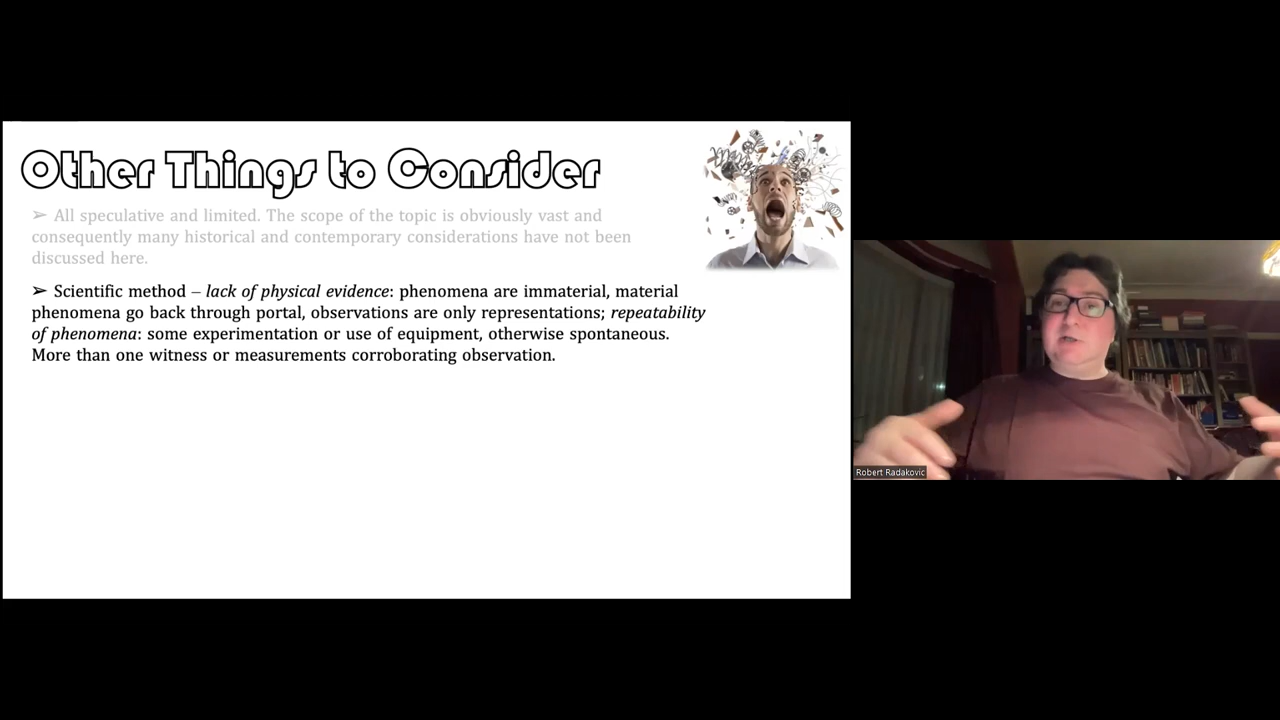 Other Things to Consider
➢ All speculative and limited. The scope of the topic is obviously vast and
consequently many historical and contemporary considerations have not been
discussed here.
➢ Scientific method – lack of physical evidence: phenomena are immaterial, material
phenomena go back through portal, observations are only representations; repeatability
of phenomena: some experimentation or use of equipment, otherwise spontaneous.
More than one witness or measurements corroborating observation.
Robert Radakovic